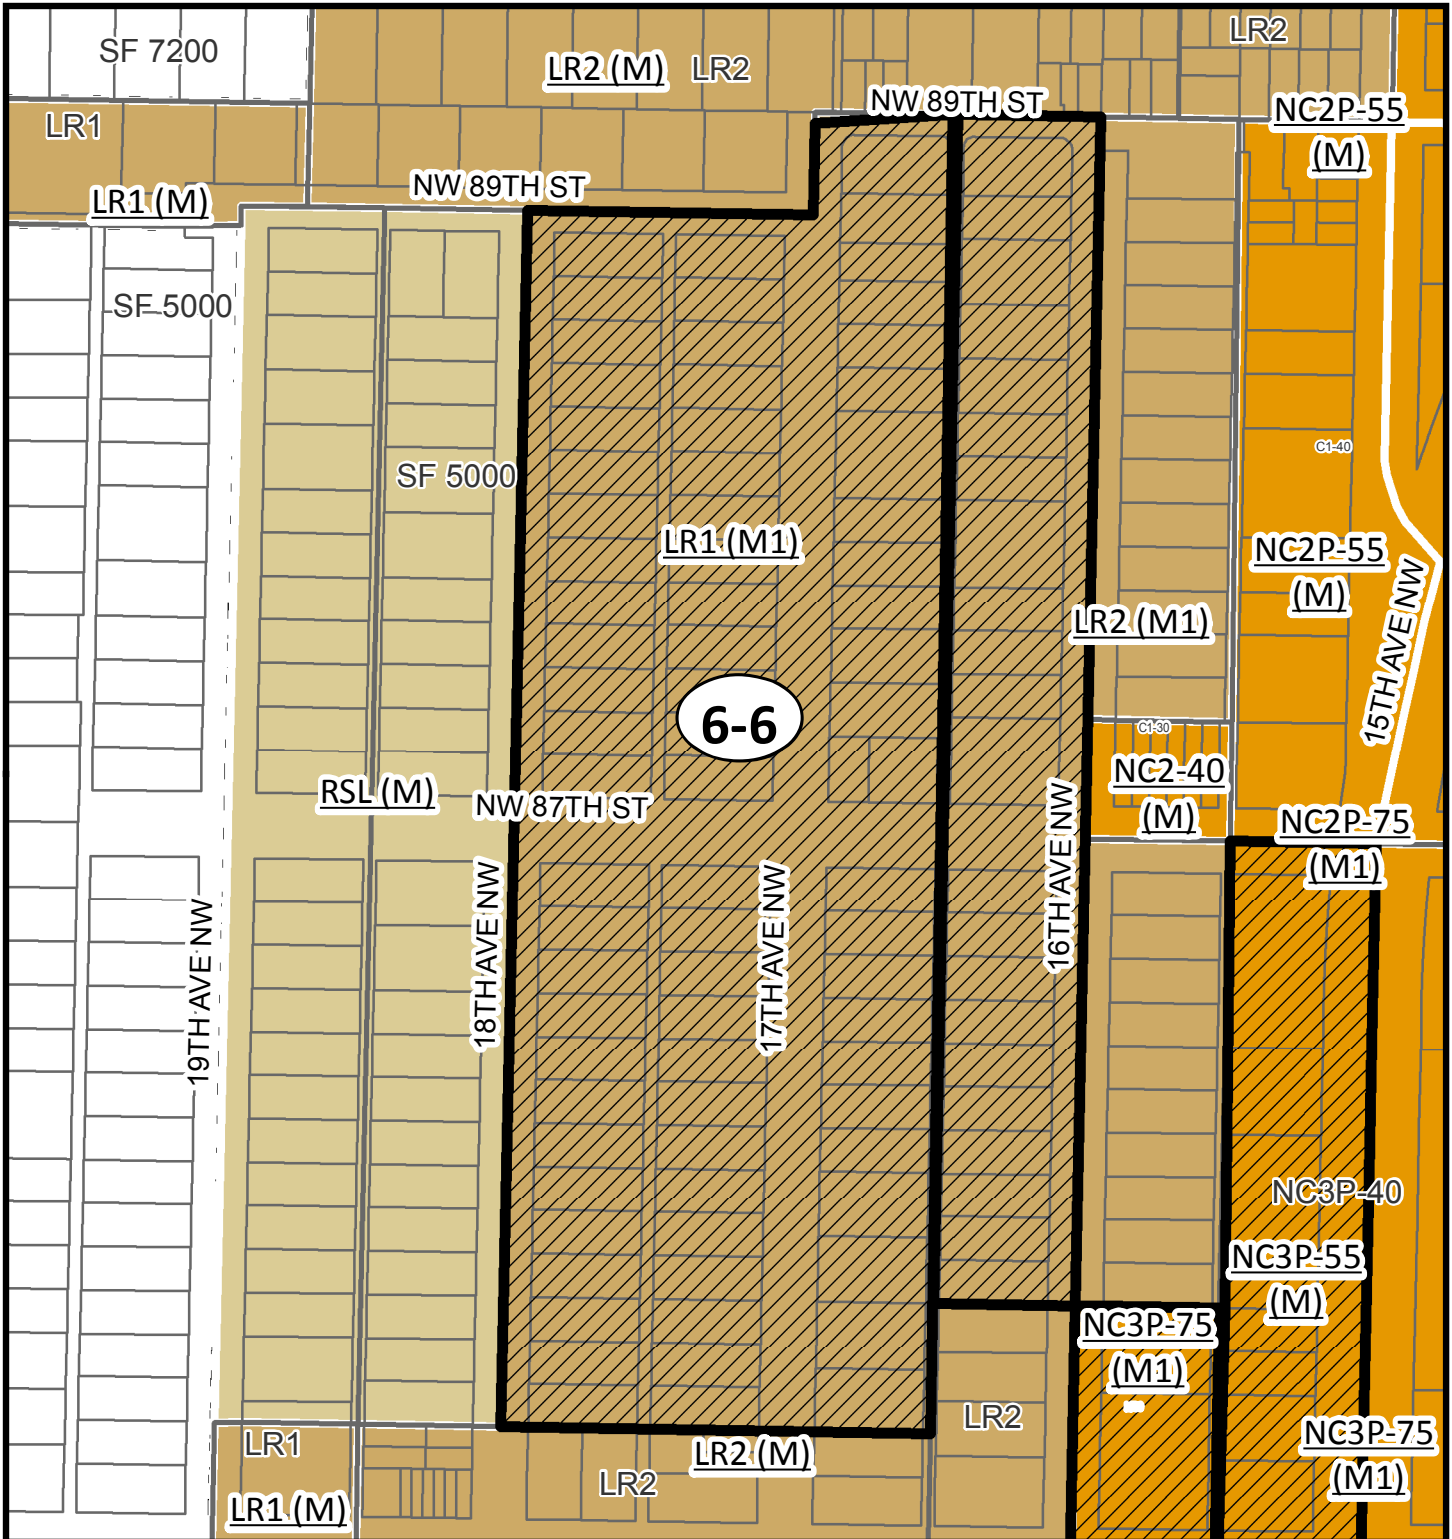 SF 7200
LR2 (M)
LR2
LR2
NW 89TH ST
NC2P-55
(M)
LR1
LR1 (M)
NW 89TH ST
SF 5000
C1-40
SF 5000
LR1 (M1)
NC2P-55
(M)
LR2 (M1)
15TH AVE NW
6-6
C1-30
NC2-40
(M)
RSL (M)
NW 87TH ST
NC2P-75
(M1)
16TH AVE NW
19TH AVE NW
18TH AVE NW
17TH AVE NW
NC3P-40
NC3P-55
(M)
NC3P-75
(M1)
LR2
LR1
LR2 (M)
NC3P-75
(M1)
LR2
LR1 (M)